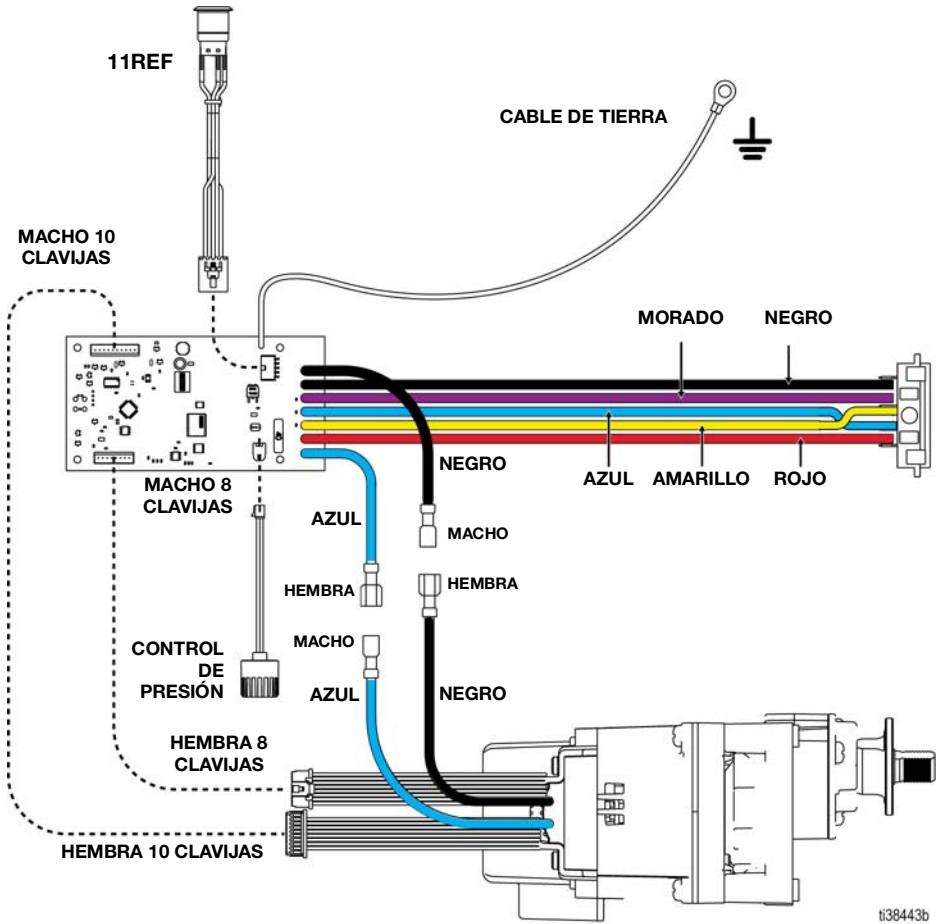 11REF
CABLE DE TIERRA
MACHO 10
CLAVIJAS
MORADO
NEGRO
NEGRO
AZUL
AMARILLO
ROJO
MACHO 8
CLAVIJAS
AZUL
MACHO
HEMBRA
HEMBRA
MACHO
CONTROL
DE
PRESIÓN
AZUL
NEGRO
HEMBRA 8
CLAVIJAS
HEMBRA 10 CLAVIJAS
ti38443b